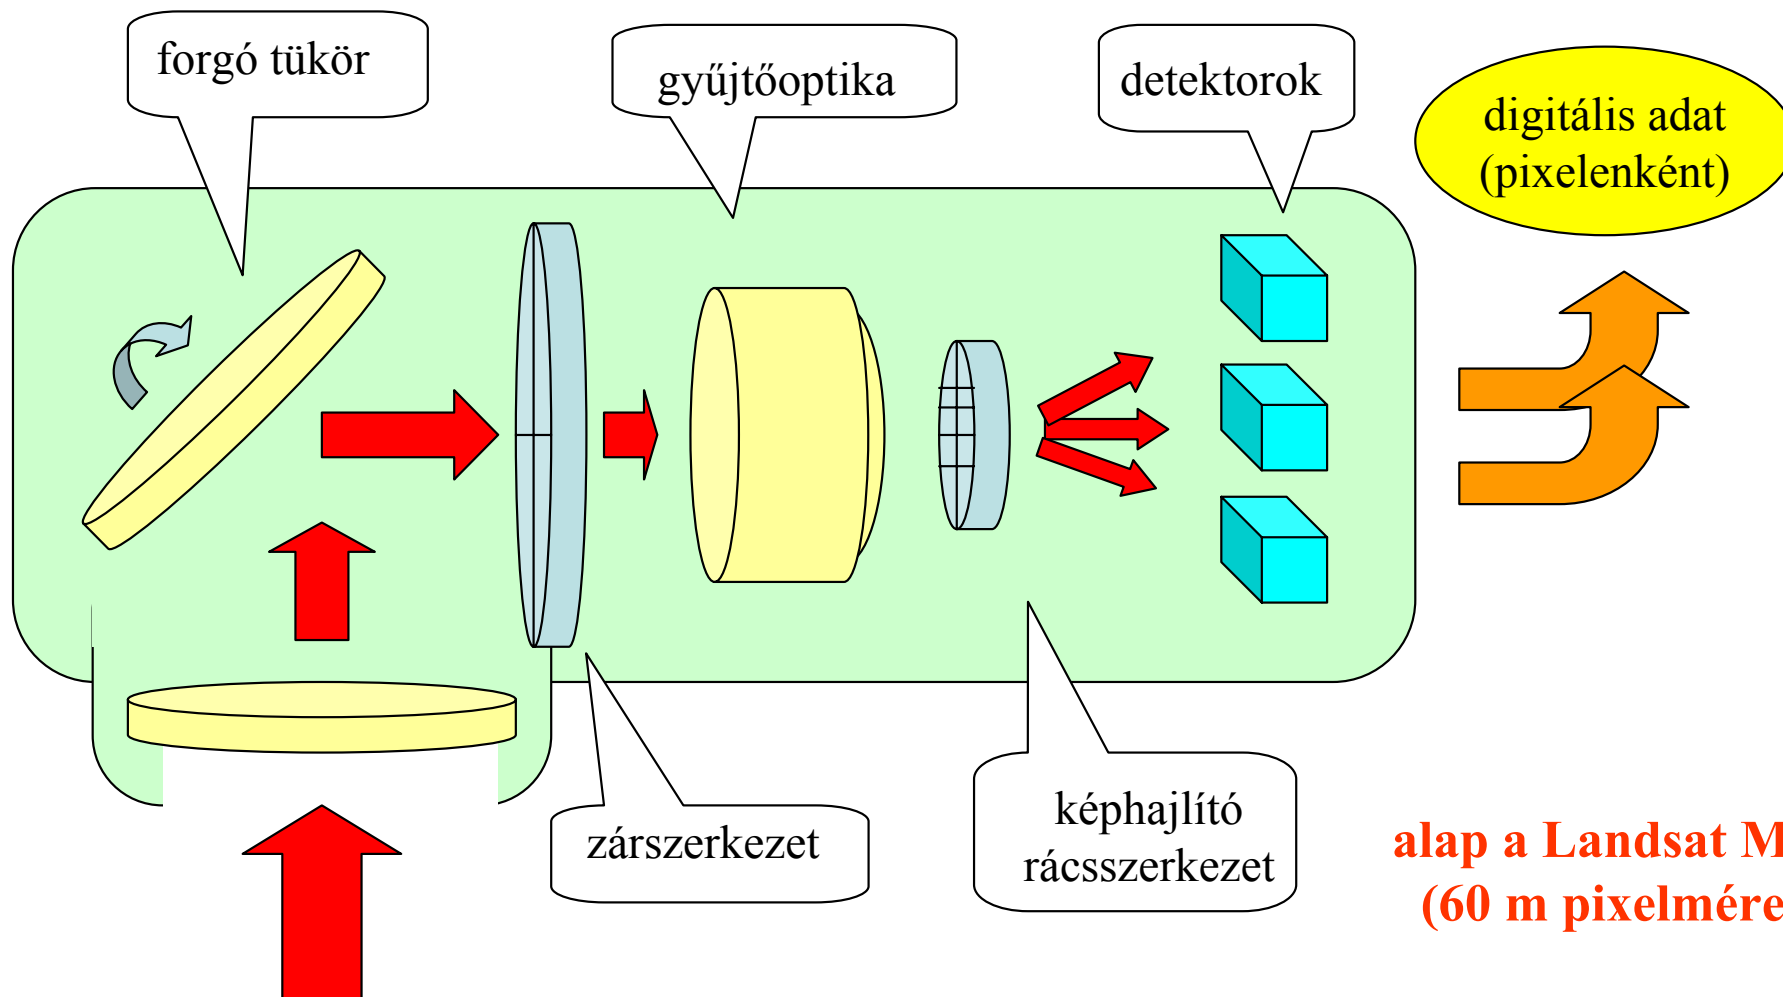 forgó tükör
gyűjtőoptika
detektorok
digitális adat
(pixelenként)
zárszerkezet
képhajlító
rácsszerkezet
alap a Landsat M
(60 m pixelmére